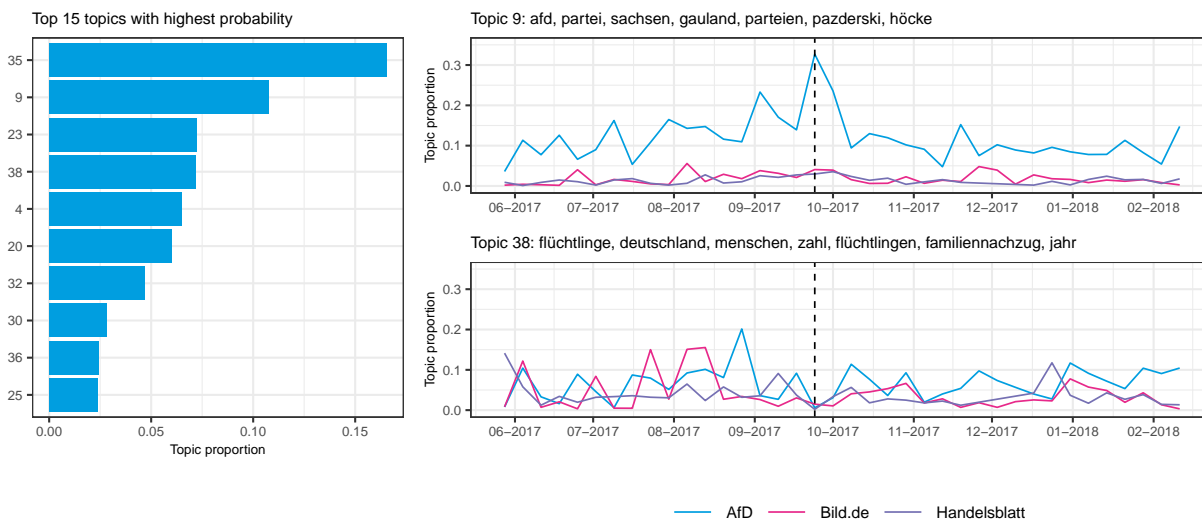 Top 15 topics with highest probability
35
9
23
38
4
20
32
30
36
25
0.00 0.05 0.10 0.15
Topic proportion
Topic 9: afd, partei, sachsen, gauland, parteien, pazderski, höcke
Topic proportion
0.3
0.2
0.1
0.0
06–2017 07–2017 08–2017 09–2017 10–2017 11–2017 12–2017 01–2018 02–2018
Topic 38: flüchtlinge, deutschland, menschen, zahl, flüchtlingen, familiennachzug, jahr
Topic proportion
0.3
0.2
0.1
0.0
06–2017 07–2017 08–2017 09–2017 10–2017 11–2017 12–2017 01–2018 02–2018
AfD Bild.de Handelsblatt